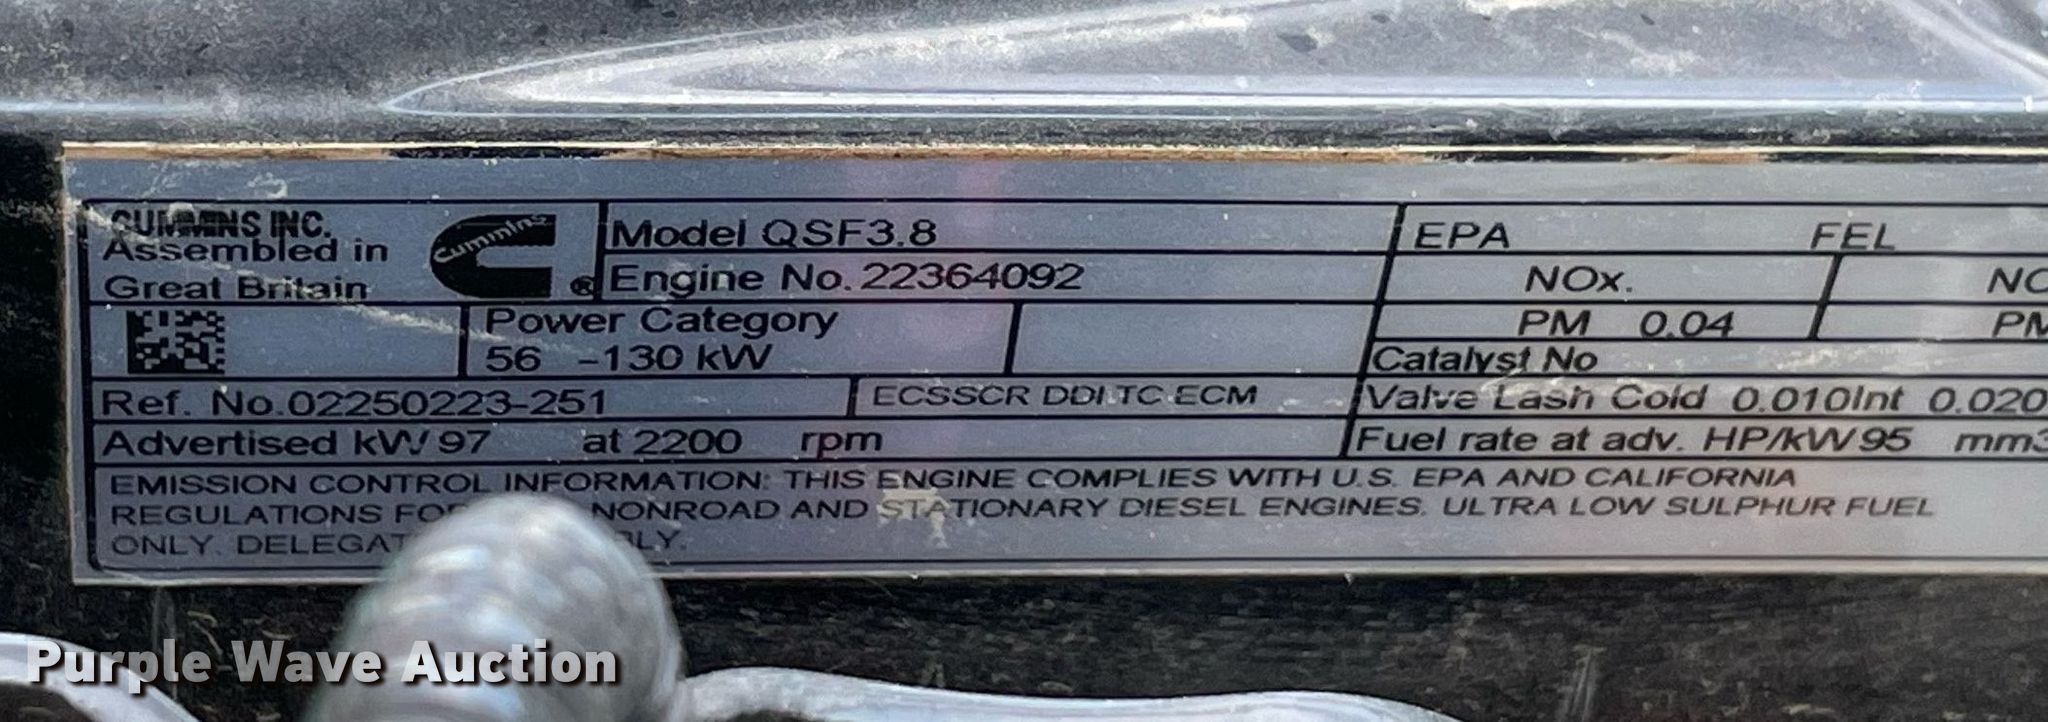 CUMMINS INC.
Assembled in
Great Britain
Cummins
®
Model QSF3.8
Engine No. 22364092
EPA FEL
NOx.
PM 0.04
Power Category
56 -130 kW
Catalyst No
Ref. No. 02250223-251
ECSSCR DDI TC ECM
Valve Lash Cold 0.010Int 0.020
Advertised kW 97 at 2200 rpm
Fuel rate at adv. HP/kW 95 mm3
EMISSION CONTROL INFORMATION: THIS ENGINE COMPLIES WITH U.S. EPA AND CALIFORNIA
REGULATIONS NONROAD AND STATIONARY DIESEL ENGINES. ULTRA LOW SULPHUR FUEL
ONLY.
Purple Wave Auction